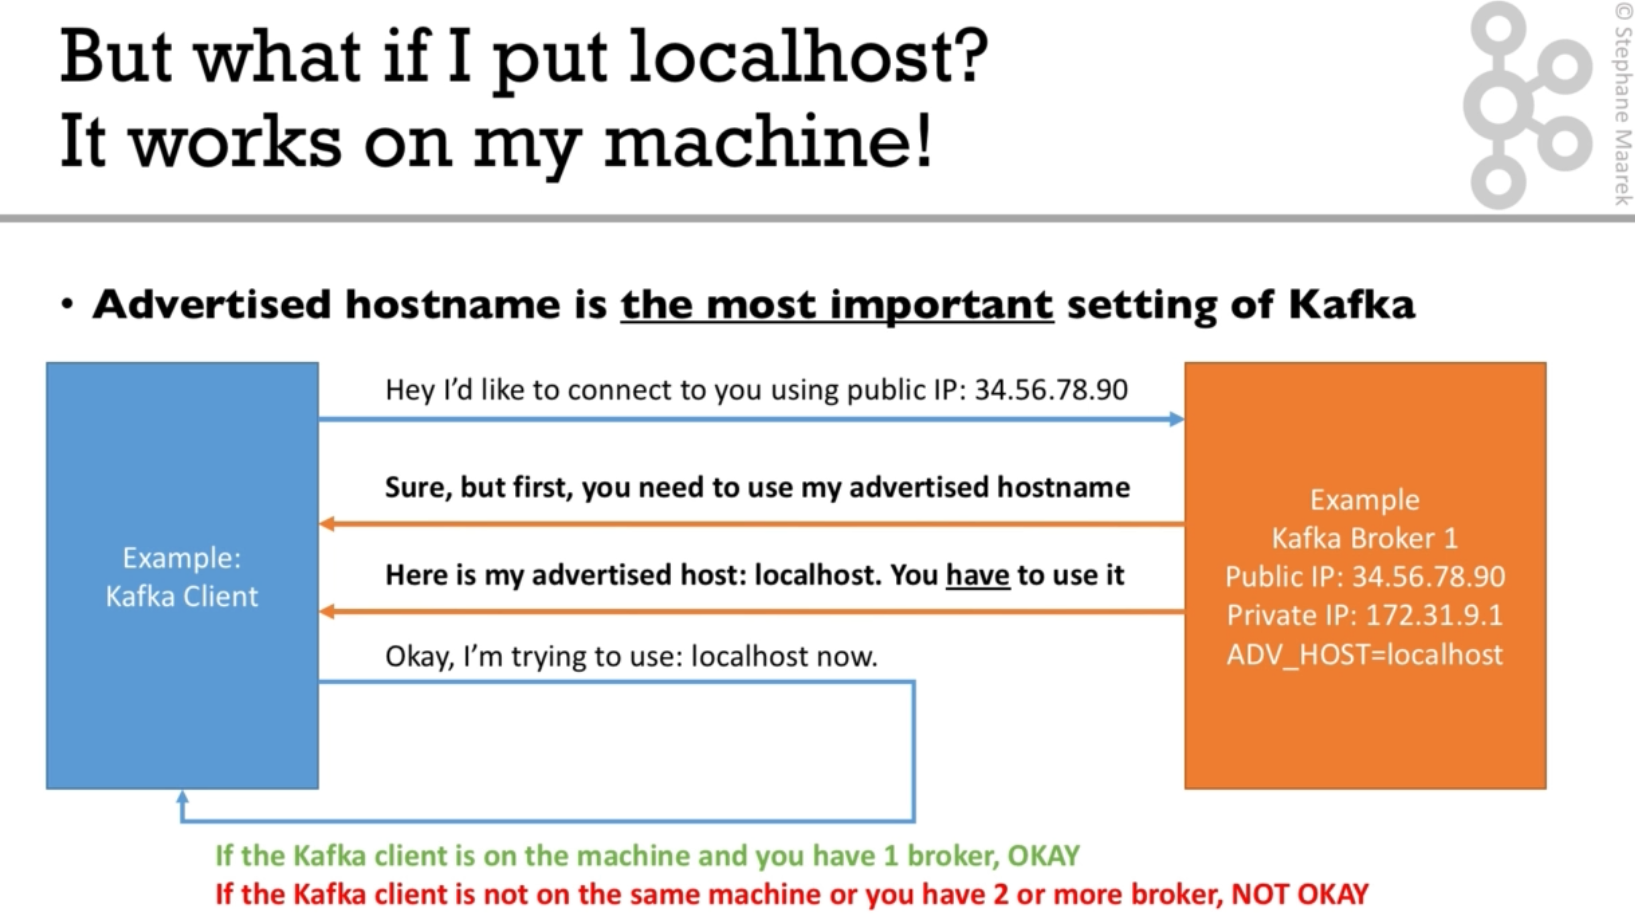 But what if I put localhost?
It works on my machine!
© Stephane Maarek
• Advertised hostname is the most important setting of Kafka
Example:
Kafka Client
Hey I’d like to connect to you using public IP: 34.56.78.90
Sure, but first, you need to use my advertised hostname
Here is my advertised host: localhost. You have to use it
Okay, I’m trying to use: localhost now.
Example
Kafka Broker 1
Public IP: 34.56.78.90
Private IP: 172.31.9.1
ADV_HOST=localhost
If the Kafka client is on the machine and you have 1 broker, OKAY
If the Kafka client is not on the same machine or you have 2 or more broker, NOT OKAY